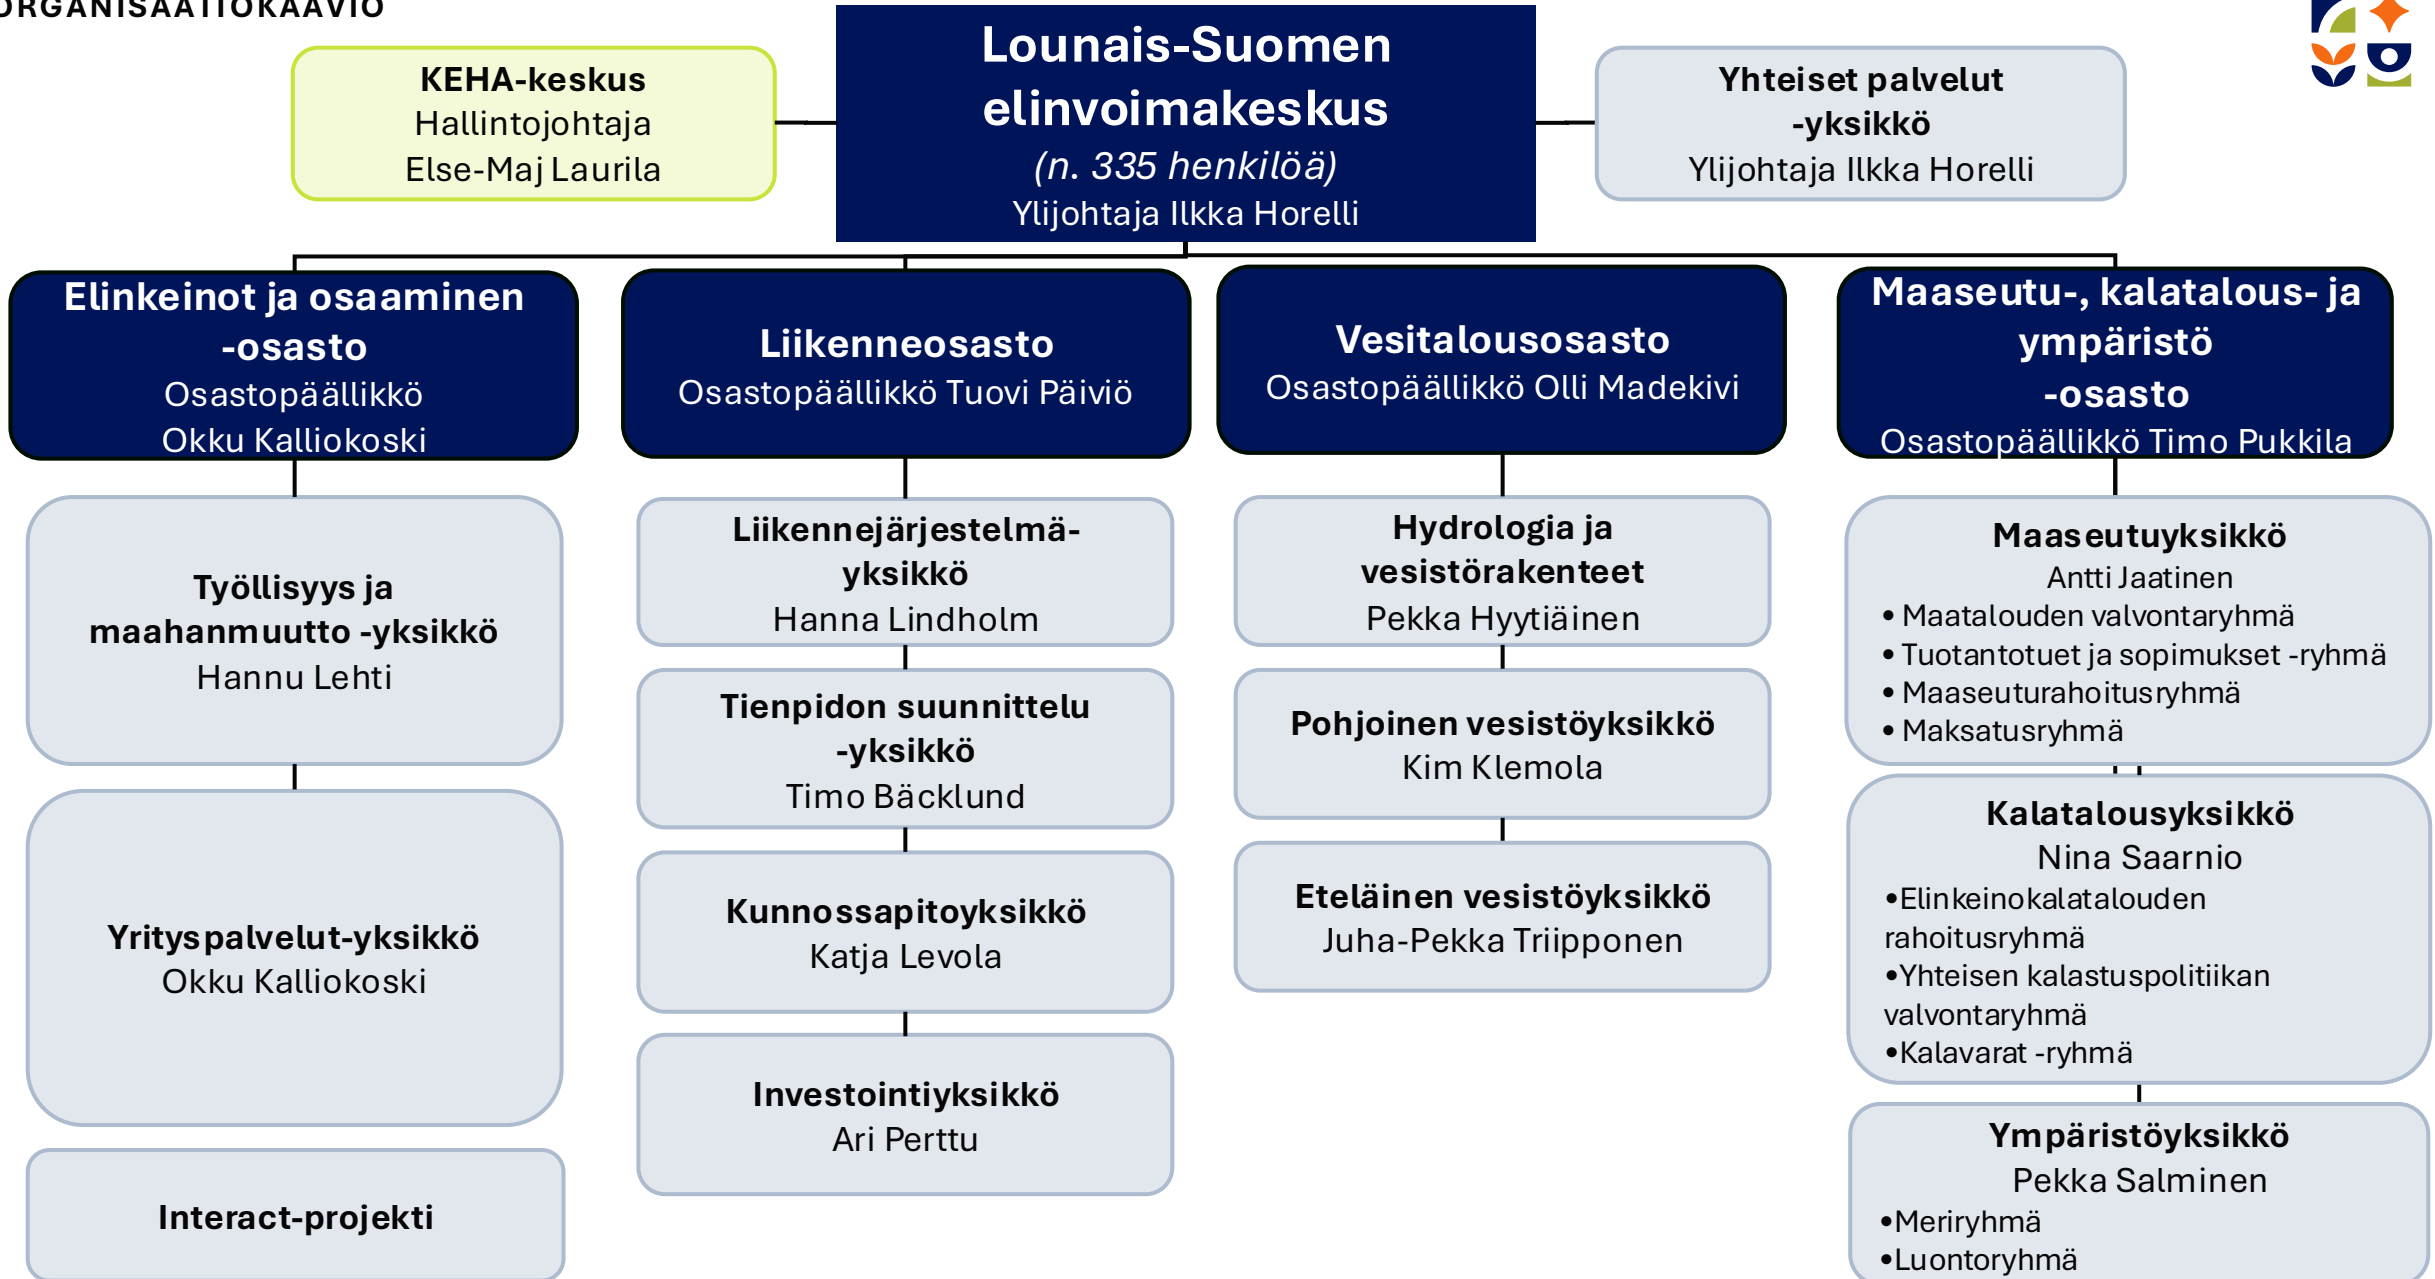 ORGANISAATIOKAAVIO
KEHA-keskus
Hallintojohtaja
Else-Maj Laurila
Lounais-Suomen
elinvoimakeskus
(n. 335 henkilöä)
Ylijohtaja Ilkka Horelli
Yhteiset palvelut
-yksikkö
Ylijohtaja Ilkka Horelli
Elinkeinot ja osaaminen
-osasto
Osastopäällikkö
Okku Kalliokoski
Työllisyys ja
maahanmuutto -yksikkö
Hannu Lehti
Yrityspalvelut-yksikkö
Okku Kalliokoski
Interact-projekti
Liikenneosasto
Osastopäällikkö Tuovi Päiviö
Liikennejärjestelmä-
yksikkö
Hanna Lindholm
Tienpidon suunnittelu
-yksikkö
Timo Bäcklund
Kunnossapitoyksikkö
Katja Levola
Investointiyksikkö
Ari Perttu
Vesitalousosasto
Osastopäällikkö Olli Madekivi
Hydrologia ja
vesistörakenteet
Pekka Hyytiäinen
Pohjoinen vesistöyksikkö
Kim Klemola
Eteläinen vesistöyksikkö
Juha-Pekka Triipponen
Maaseutu-, kalatalous- ja
ympäristö
-osasto
Osastopäällikkö Timo Pukkila
Maaseutuyksikkö
Antti Jaatinen
• Maatalouden valvontaryhmä
• Tuotantotuet ja sopimukset -ryhmä
• Maaseuturahoitusryhmä
• Maksatusryhmä
Kalatalousyksikkö
Nina Saarnio
•Elinkeinokalatalouden
rahoitusryhmä
•Yhteisen kalastuspolitiikan
valvontaryhmä
•Kalavarat -ryhmä
Ympäristöyksikkö
Pekka Salminen
•Meriryhmä
•Luontoryhmä